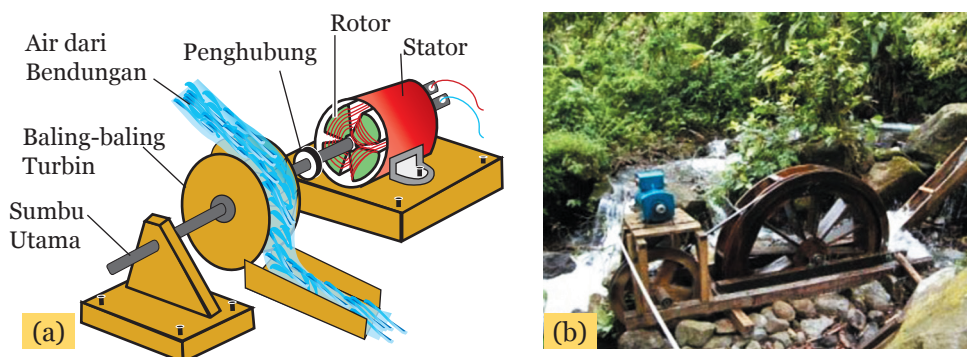 Rotor
Stator
Penghubung
Air dari
Bendungan
Baling-baling
Turbin
Sumbu
Utama
(a)
(b)